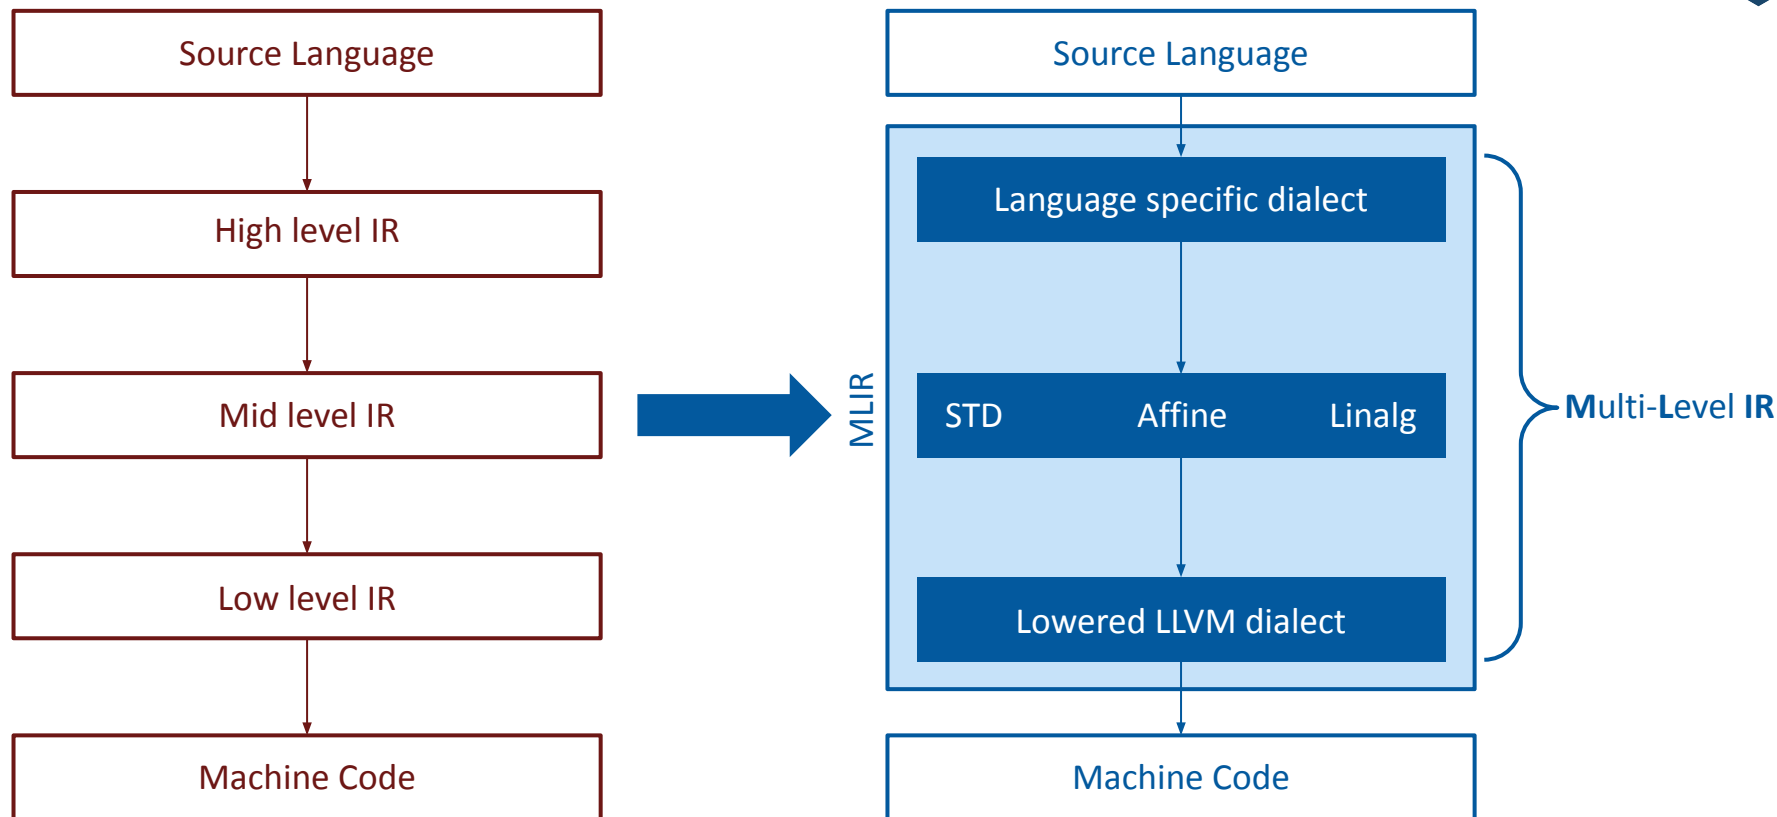 Source Language
High level IR
Mid level IR
Low level IR
Machine Code
MLIR
Source Language
Language specific dialect
STD Affine Linalg
Lowered LLVM dialect
Machine Code
Multi-Level IR